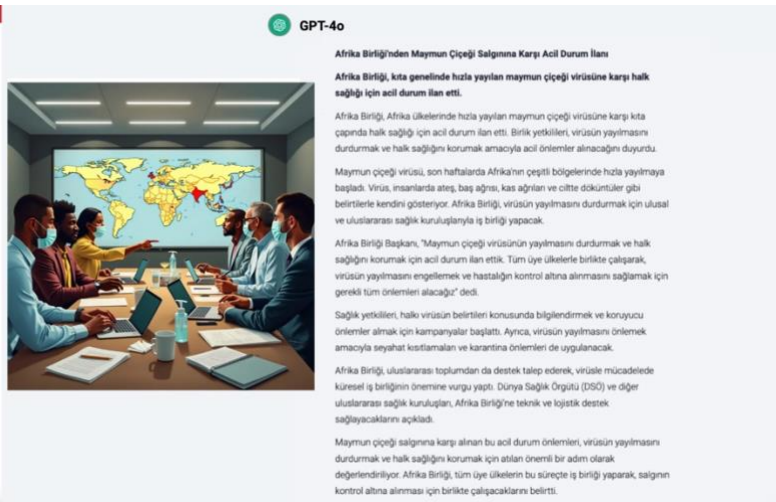 GPT-4o
Afrika Birliği'nden Maymun Çiçeği Salgınına Karşı Acil Durum İlanı
Afrika Birliği, kıta genelinde hızla yayılan maymun çiçeği virüsüne karşı halk
sağlığı için acil durum ilan etti.
Afrika Birliği, Afrika ülkelerinde hızla yayılan maymun çiçeği virüsüne karşı kıta
çapında halk sağlığı için acil durum ilan etti. Birlik yetkilileri, virüsün yayılmasını
durdurmak ve halk sağlığını korumak amacıyla acil önlemler alınacağını duyurdu.
Maymun çiçeği virüsü, son haftalarda Afrika'nın çeşitli bölgelerinde hızla yayılmaya
başladı. Virüs, insanlarda ateş, baş ağrısı, kas ağrıları ve ciltte döküntüler gibi
belirtilerle kendini gösteriyor. Afrika Birliği, virüsün yayılmasını durdurmak için ulusal
ve uluslararası sağlık kuruluşlarıyla iş birliği yapacak.
Afrika Birliği Başkanı, "Maymun çiçeği virüsünün yayılmasını durdurmak ve halk
sağlığını korumak için acil durum ilan ettik. Tüm üye ülkelerle birlikte çalışarak,
virüsün yayılmasını engellemek ve hastalığın kontrol altına alınmasını sağlamak için
gerekli tüm önlemleri alacağız" dedi.
Sağlık yetkilileri, halkı virüsün belirtileri konusunda bilgilendirmek ve koruyucu
önlemler almak için kampanyalar başlattı. Ayrıca, virüsün yayılmasını önlemek
amacıyla seyahat kısıtlamaları ve karantina önlemleri de uygulanacak.
Afrika Birliği, uluslararası toplumdan da destek talep ederek, virüsle mücadelede
küresel iş birliğinin önemine vurgu yaptı. Dünya Sağlık Örgütü (DSÖ) ve diğer
uluslararası sağlık kuruluşları, Afrika Birliği'ne teknik ve lojistik destek
sağlayacaklarını açıkladı.
Maymun çiçeği salgınına karşı alınan bu acil durum önlemleri, virüsün yayılmasını
durdurmak ve halk sağlığını korumak için atılan önemli bir adım olarak
değerlendiriliyor. Afrika Birliği, tüm üye ülkelerin bu süreçte iş birliği yaparak, salgının
kontrol altına alınması için birlikte çalışacaklarını belirtti.